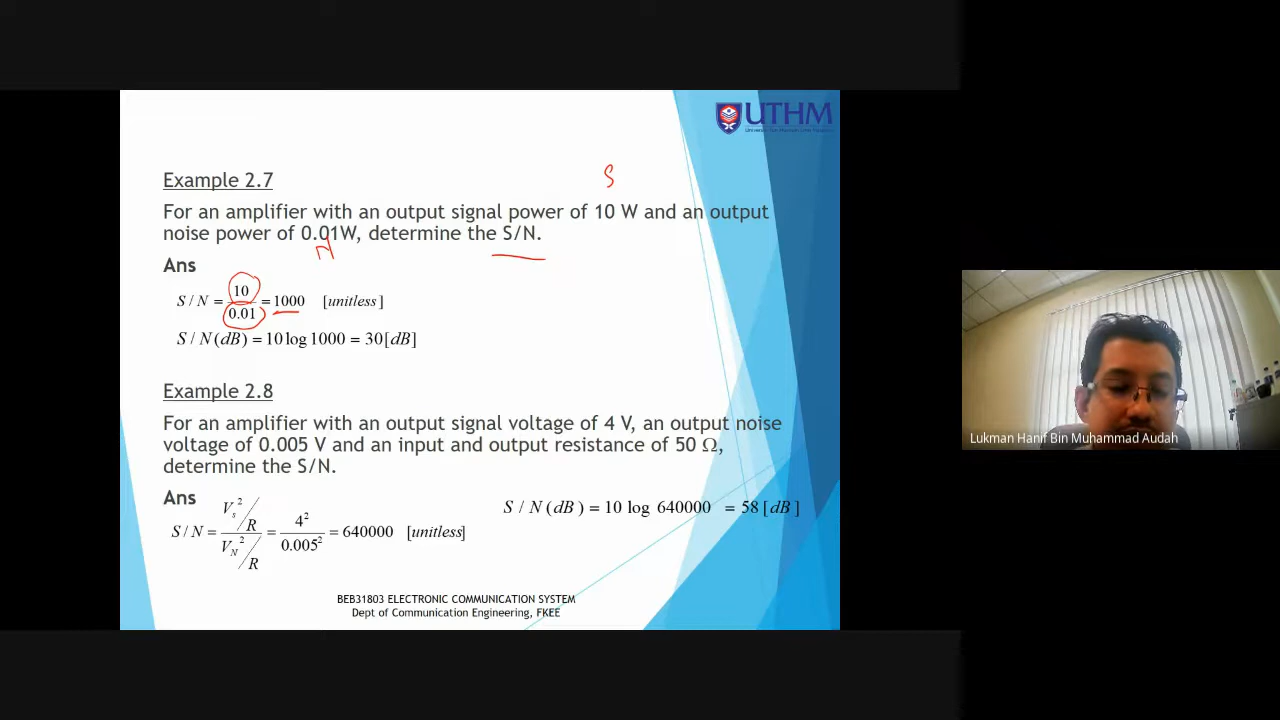 UTHM
Example 2.7
S
For an amplifier with an output signal power of 10 W and an output
noise power of 0.01W, determine the S/N.
N
Ans
S / N = 10 / 0.01 = 1000 [unitless]
S / N (dB) = 10 log 1000 = 30 [dB]
Example 2.8
For an amplifier with an output signal voltage of 4 V, an output noise
voltage of 0.005 V and an input and output resistance of 50 Ω,
determine the S/N.
Ans
S / N = (Vs²/R) / (VN²/R) = 4² / 0.005² = 640000 [unitless]
S / N (dB) = 10 log 640000 = 58 [dB]
BEB31803 ELECTRONIC COMMUNICATION SYSTEM
Dept of Communication Engineering, FKEE
Lukman Hanif Bin Muhammad Audah